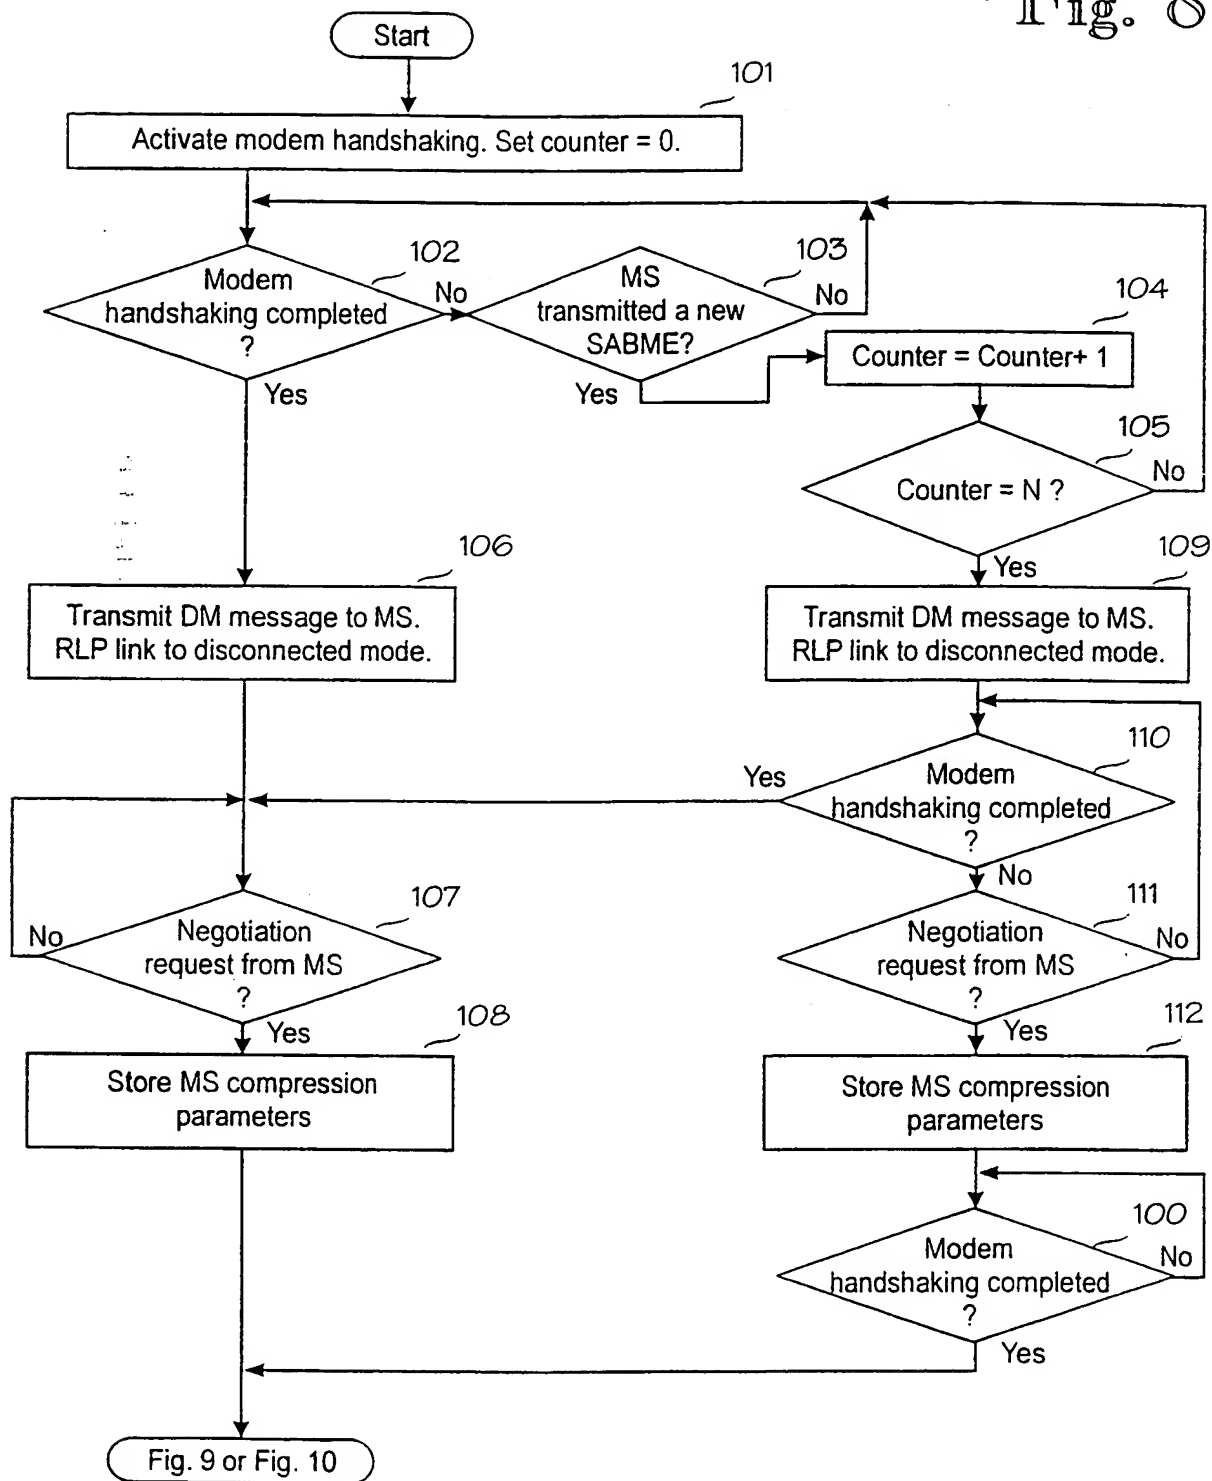 Fig. 8
Start
101
Activate modem handshaking. Set counter = 0.
102
Modem
handshaking completed
?
No
Yes
103
MS
transmitted a new
SABME?
No
Yes
104
Counter = Counter+ 1
105
Counter = N ?
No
Yes
106
Transmit DM message to MS.
RLP link to disconnected mode.
109
Transmit DM message to MS.
RLP link to disconnected mode.
110
Modem
handshaking completed
?
Yes
No
107
Negotiation
request from MS
?
No
Yes
111
Negotiation
request from MS
?
No
Yes
108
Store MS compression
parameters
112
Store MS compression
parameters
100
Modem
handshaking completed
?
No
Yes
Fig. 9 or Fig. 10